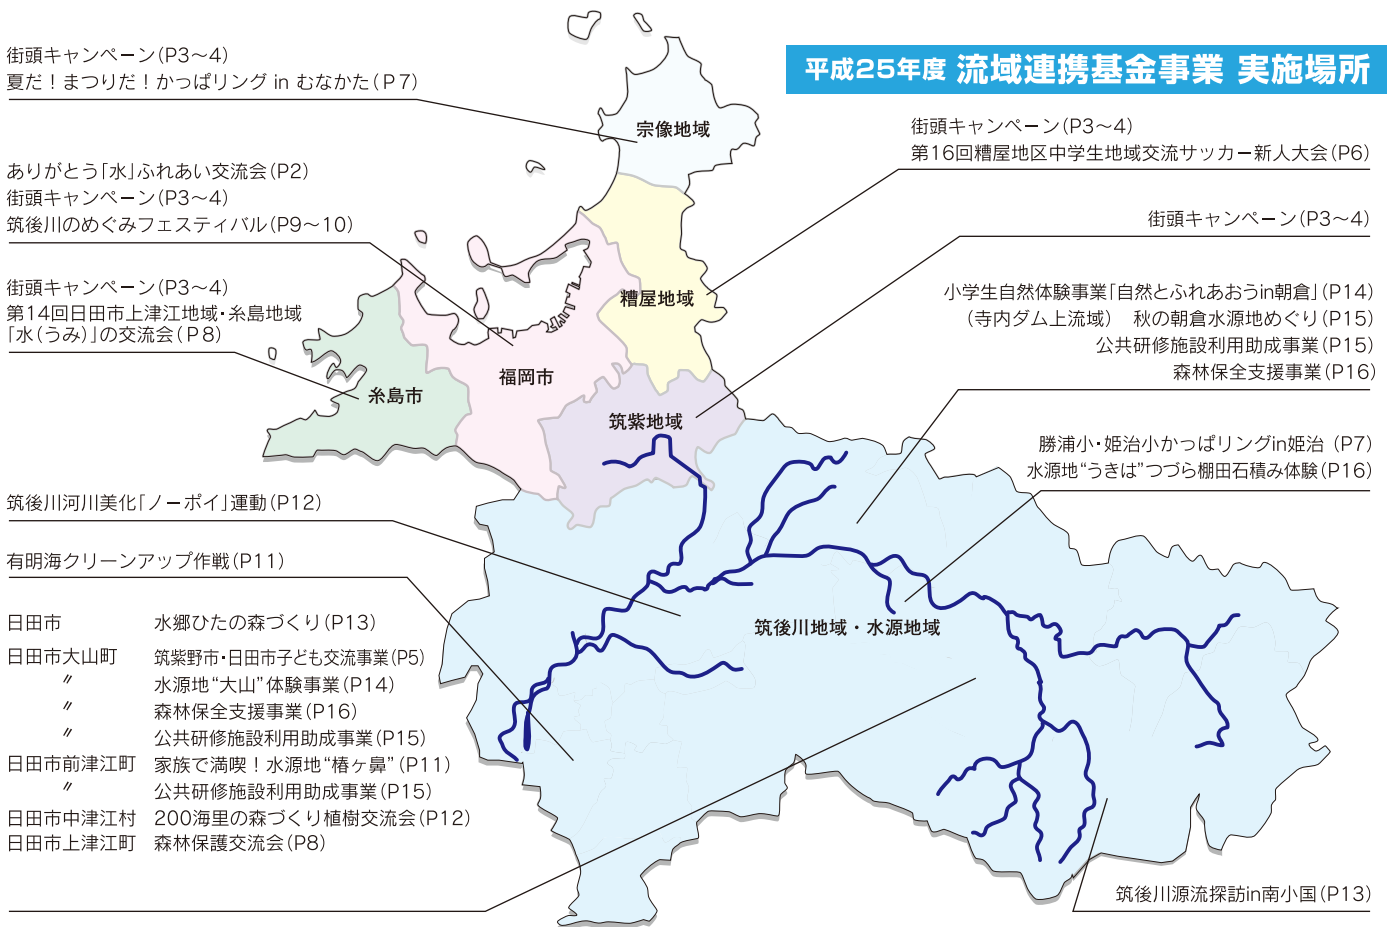 平成25年度 流域連携基金事業 実施場所
街頭キャンペーン(P3～4)
夏だ！まつりだ！かっぱリング in むなかた(P7)
ありがとう「水」ふれあい交流会(P2)
街頭キャンペーン(P3～4)
筑後川のめぐみフェスティバル(P9～10)
街頭キャンペーン(P3～4)
第14回日田市上津江地域・糸島地域
「水(うみ)」の交流会(P8)
筑後川河川美化「ノーポイ」運動(P12)
有明海クリーンアップ作戦(P11)
日田市 水郷ひたの森づくり(P13)
日田市大山町 筑紫野市・日田市子ども交流事業(P5)
〃 水源地“大山”体験事業(P14)
〃 森林保全支援事業(P16)
〃 公共研修施設利用助成事業(P15)
日田市前津江町 家族で満喫！水源地“椿ヶ鼻”(P11)
〃 公共研修施設利用助成事業(P15)
日田市中津江村 200海里の森づくり植樹交流会(P12)
日田市上津江町 森林保護交流会(P8)
宗像地域
糟屋地域
福岡市
糸島市
筑紫地域
筑後川地域・水源地域
街頭キャンペーン(P3～4)
第16回糟屋地区中学生地域交流サッカー新人大会(P6)
街頭キャンペーン(P3～4)
小学生自然体験事業「自然とふれあおうin朝倉」(P14)
(寺内ダム上流域) 秋の朝倉水源地めぐり(P15)
公共研修施設利用助成事業(P15)
森林保全支援事業(P16)
勝浦小・姫治小かっぱリングin姫治 (P7)
水源地“うきは”つづら棚田石積み体験(P16)
筑後川源流探訪in南小国(P13)